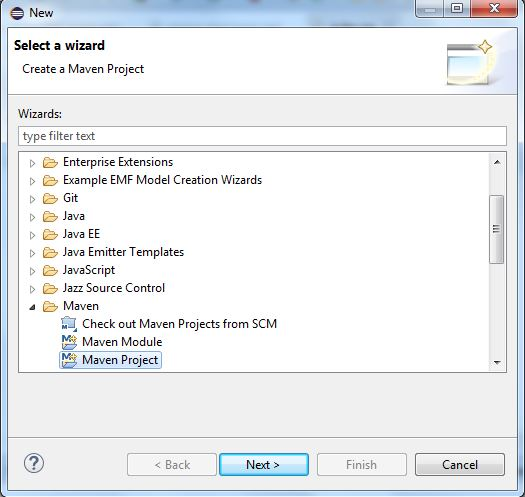 New
Select a wizard
Create a Maven Project
Wizards:
type filter text
Enterprise Extensions
Example EMF Model Creation Wizards
Git
Java
Java EE
Java Emitter Templates
JavaScript
Jazz Source Control
Maven
Check out Maven Projects from SCM
Maven Module
Maven Project
?
< Back
Next >
Finish
Cancel